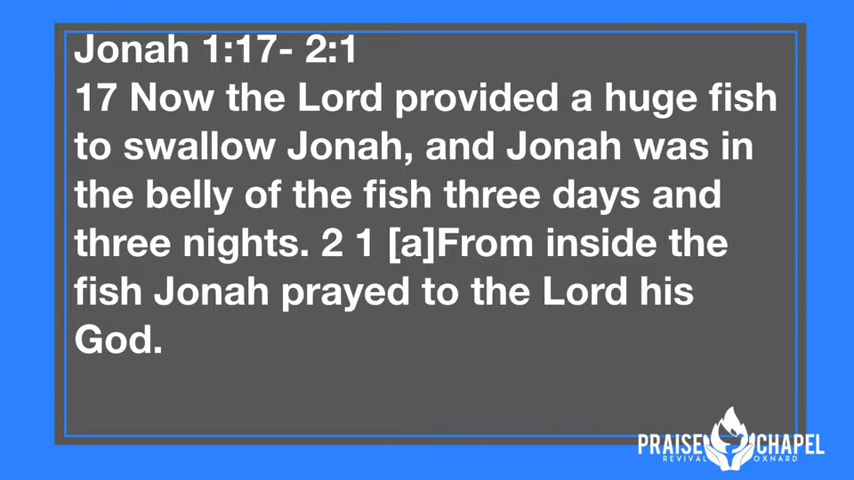 Jonah 1:17- 2:1
17 Now the Lord provided a huge fish
to swallow Jonah, and Jonah was in
the belly of the fish three days and
three nights. 2 1 [a]From inside the
fish Jonah prayed to the Lord his
God.
PRAISE CHAPEL
REVIVAL OXNARD